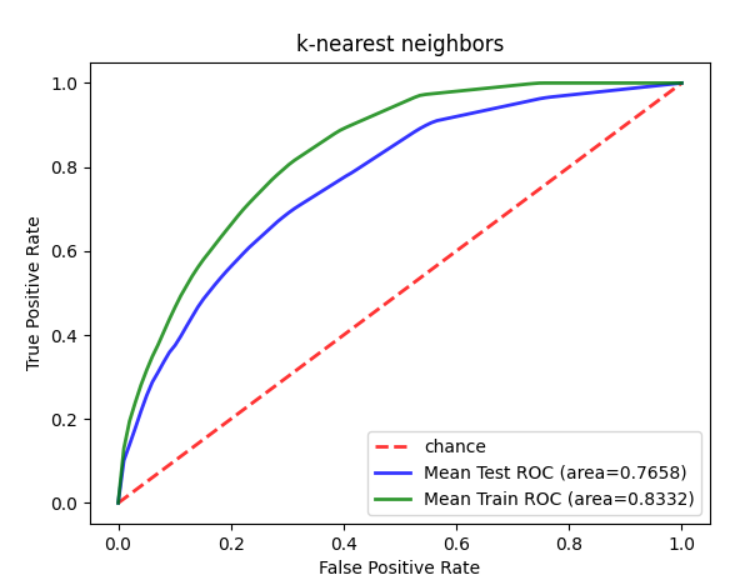 k-nearest neighbors
True Positive Rate
1.0
0.8
0.6
0.4
0.2
0.0
chance
Mean Test ROC (area=0.7658)
Mean Train ROC (area=0.8332)
0.0 0.2 0.4 0.6 0.8 1.0
False Positive Rate